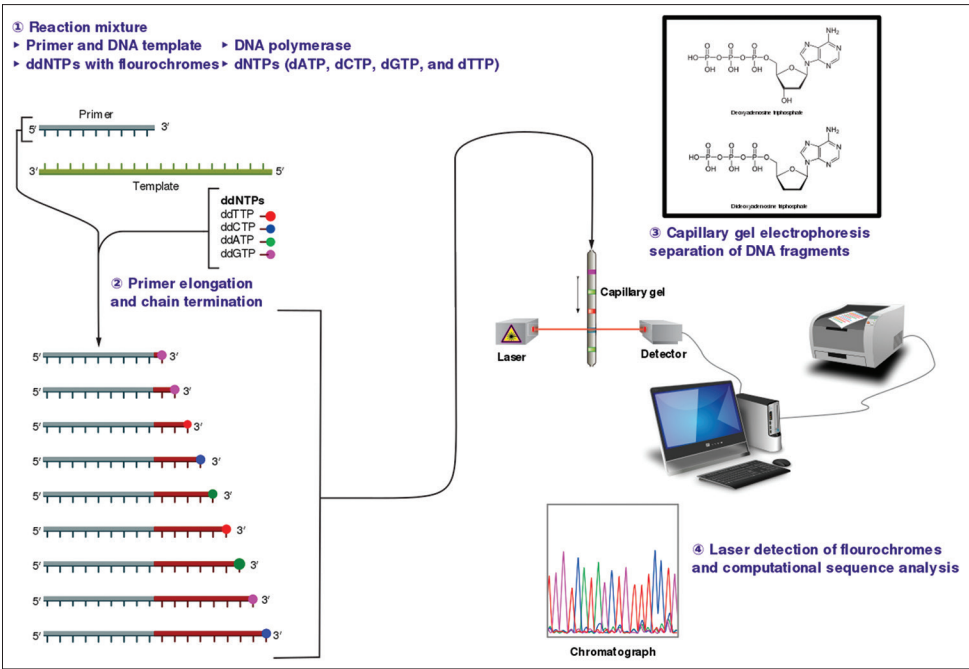 ① Reaction mixture
▸ Primer and DNA template ▸ DNA polymerase
▸ ddNTPs with flourochromes ▸ dNTPs (dATP, dCTP, dGTP, and dTTP)
Primer
5′ 3′
3′ 5′
Template
ddNTPs
ddTTP
ddCTP
ddATP
ddGTP
② Primer elongation
and chain termination
5′ 3′
5′ 3′
5′ 3′
5′ 3′
5′ 3′
5′ 3′
5′ 3′
5′ 3′
5′ 3′
NH₂
N N
N N
O O O
HO P O P O P O
OH OH OH
O
OH
Deoxyadenosine triphosphate
NH₂
N N
N N
O O O
HO P O P O P O
OH OH OH
O
Dideoxyadenosine triphosphate
③ Capillary gel electrophoresis
separation of DNA fragments
Capillary gel
Laser
Detector
④ Laser detection of flourochromes
and computational sequence analysis
Chromatograph